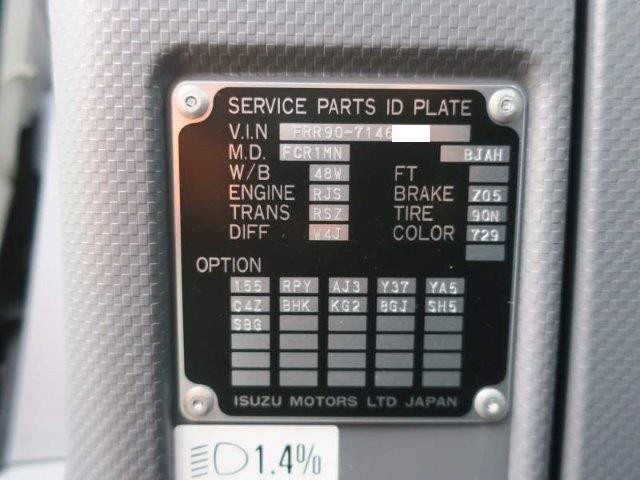 SERVICE PARTS ID PLATE
V.I.N FRR90-7146
M.D. FCR1MN BJAH
W/B 48W FT
ENGINE RJS BRAKE Z05
TRANS RSZ TIRE 90N
DIFF W4J COLOR 729
OPTION
155 RPY AJ3 Y37 YA5
C4Z BHK KG2 8GJ SH5
SBG
ISUZU MOTORS LTD JAPAN
1.4%